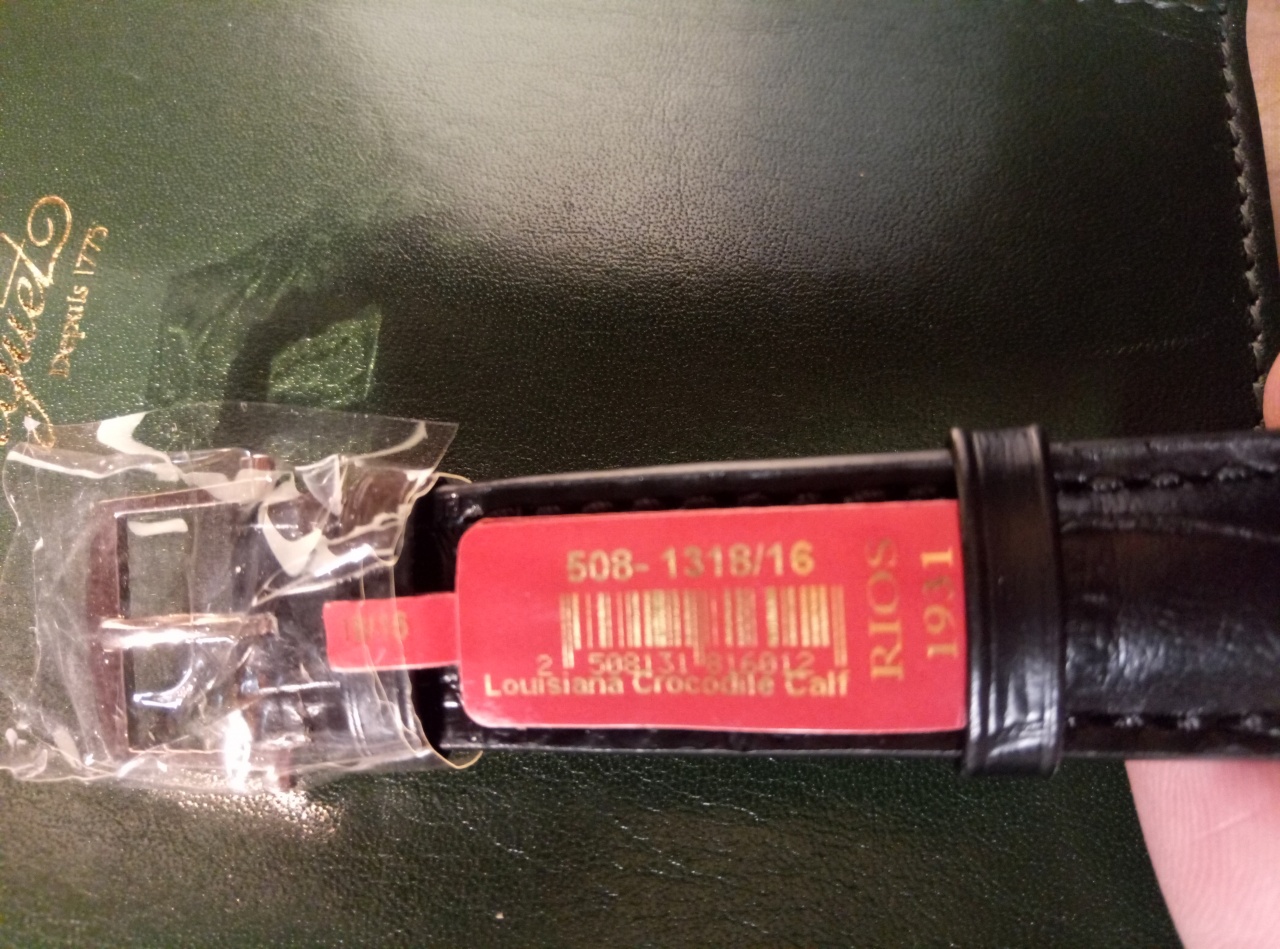 Depuis 1775
508- 1318/16
2 508131 816012
Louisiana Crocodile Calf
RIOS
1931